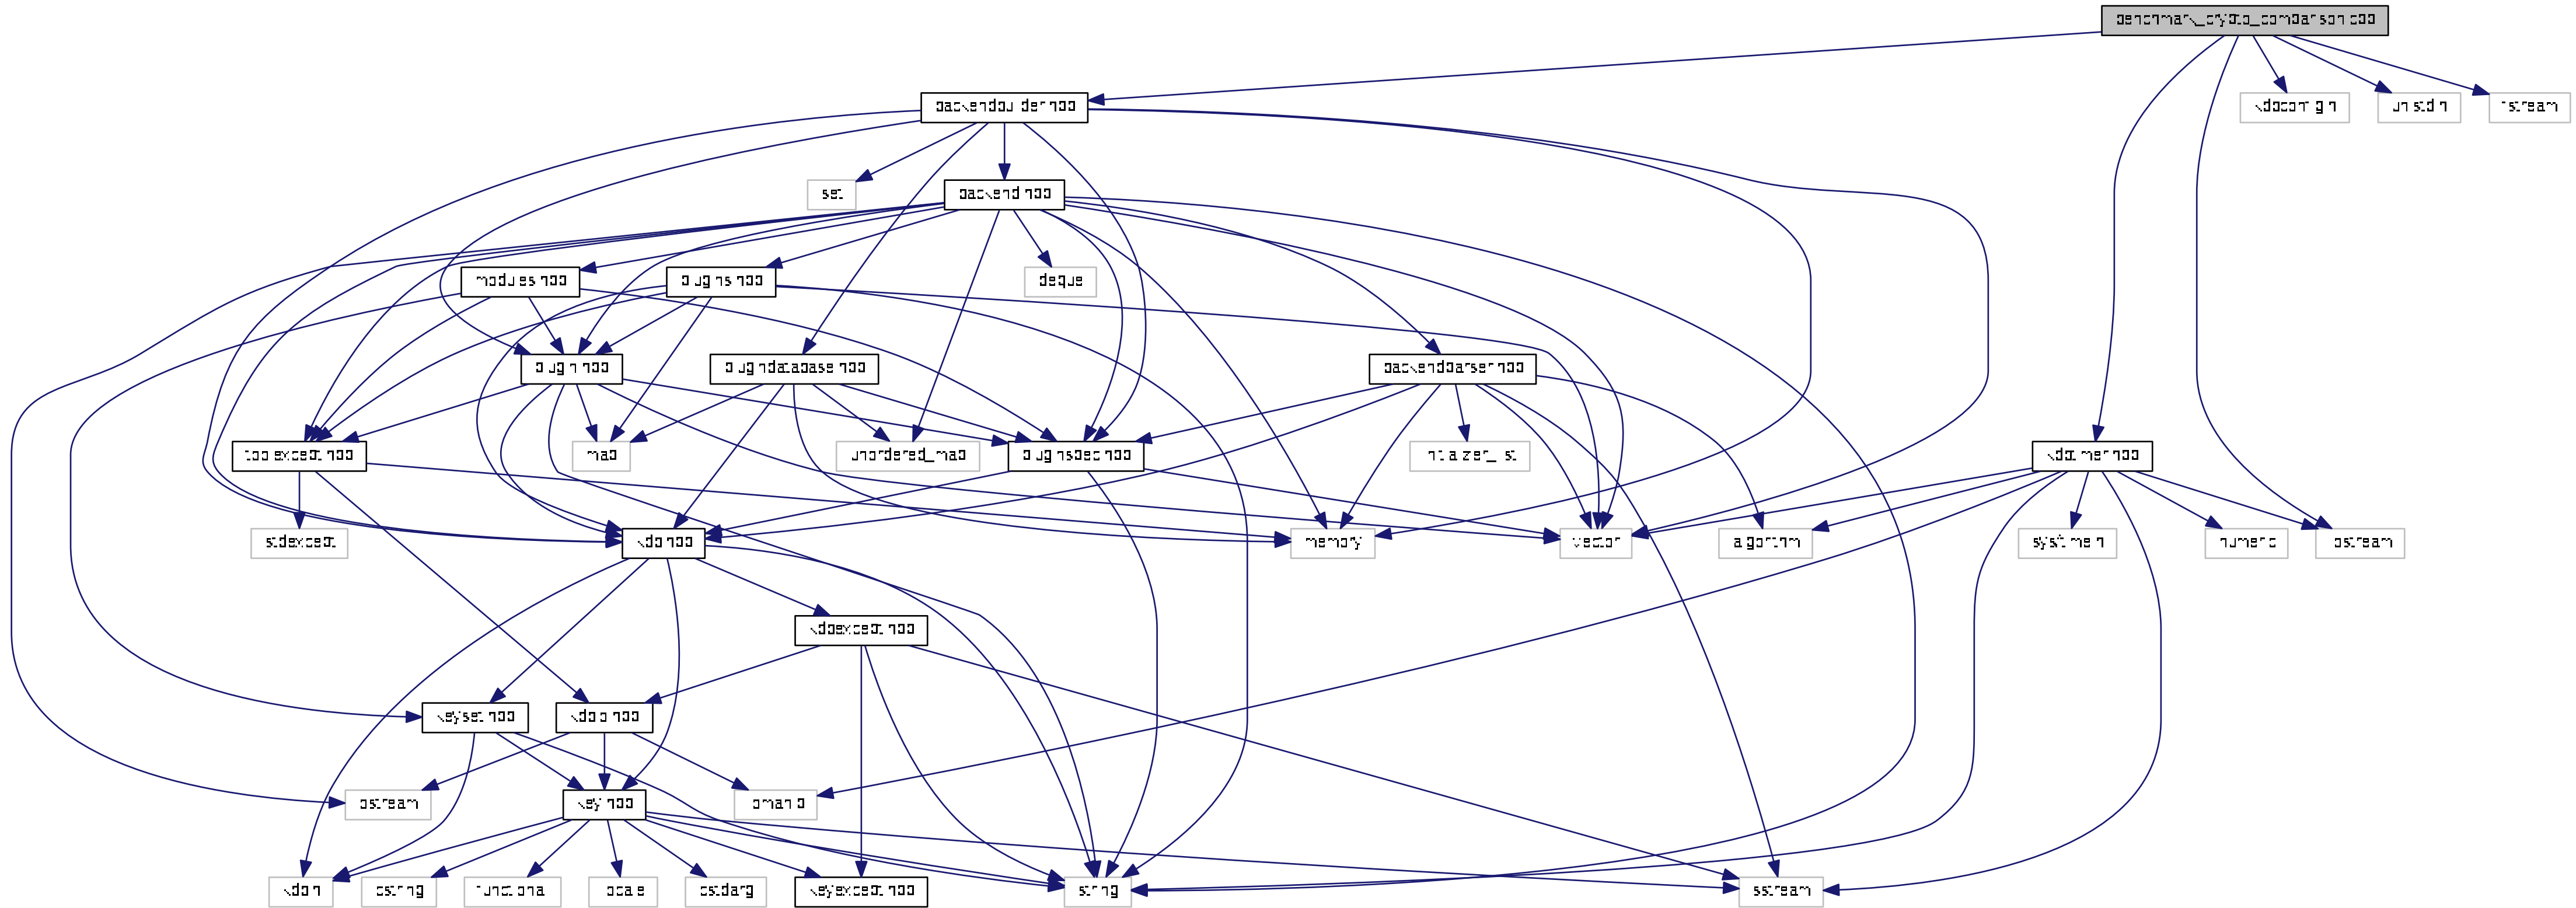 benchmark_crypto_comparison.cpp
backendbuilder.hpp
kdbconfig.h
unistd.h
fstream
set
backend.hpp
modules.hpp
plugins.hpp
deque
plugin.hpp
plugindatabase.hpp
backendparser.hpp
toolexcept.hpp
map
unordered_map
pluginspec.hpp
initializer_list
kdbtimer.hpp
stdexcept
kdb.hpp
memory
vector
algorithm
sys/time.h
numeric
iostream
kdbexcept.hpp
keyset.hpp
kdbio.hpp
ostream
key.hpp
iomanip
kdb.h
cstring
functional
locale
cstdarg
keyexcept.hpp
string
sstream